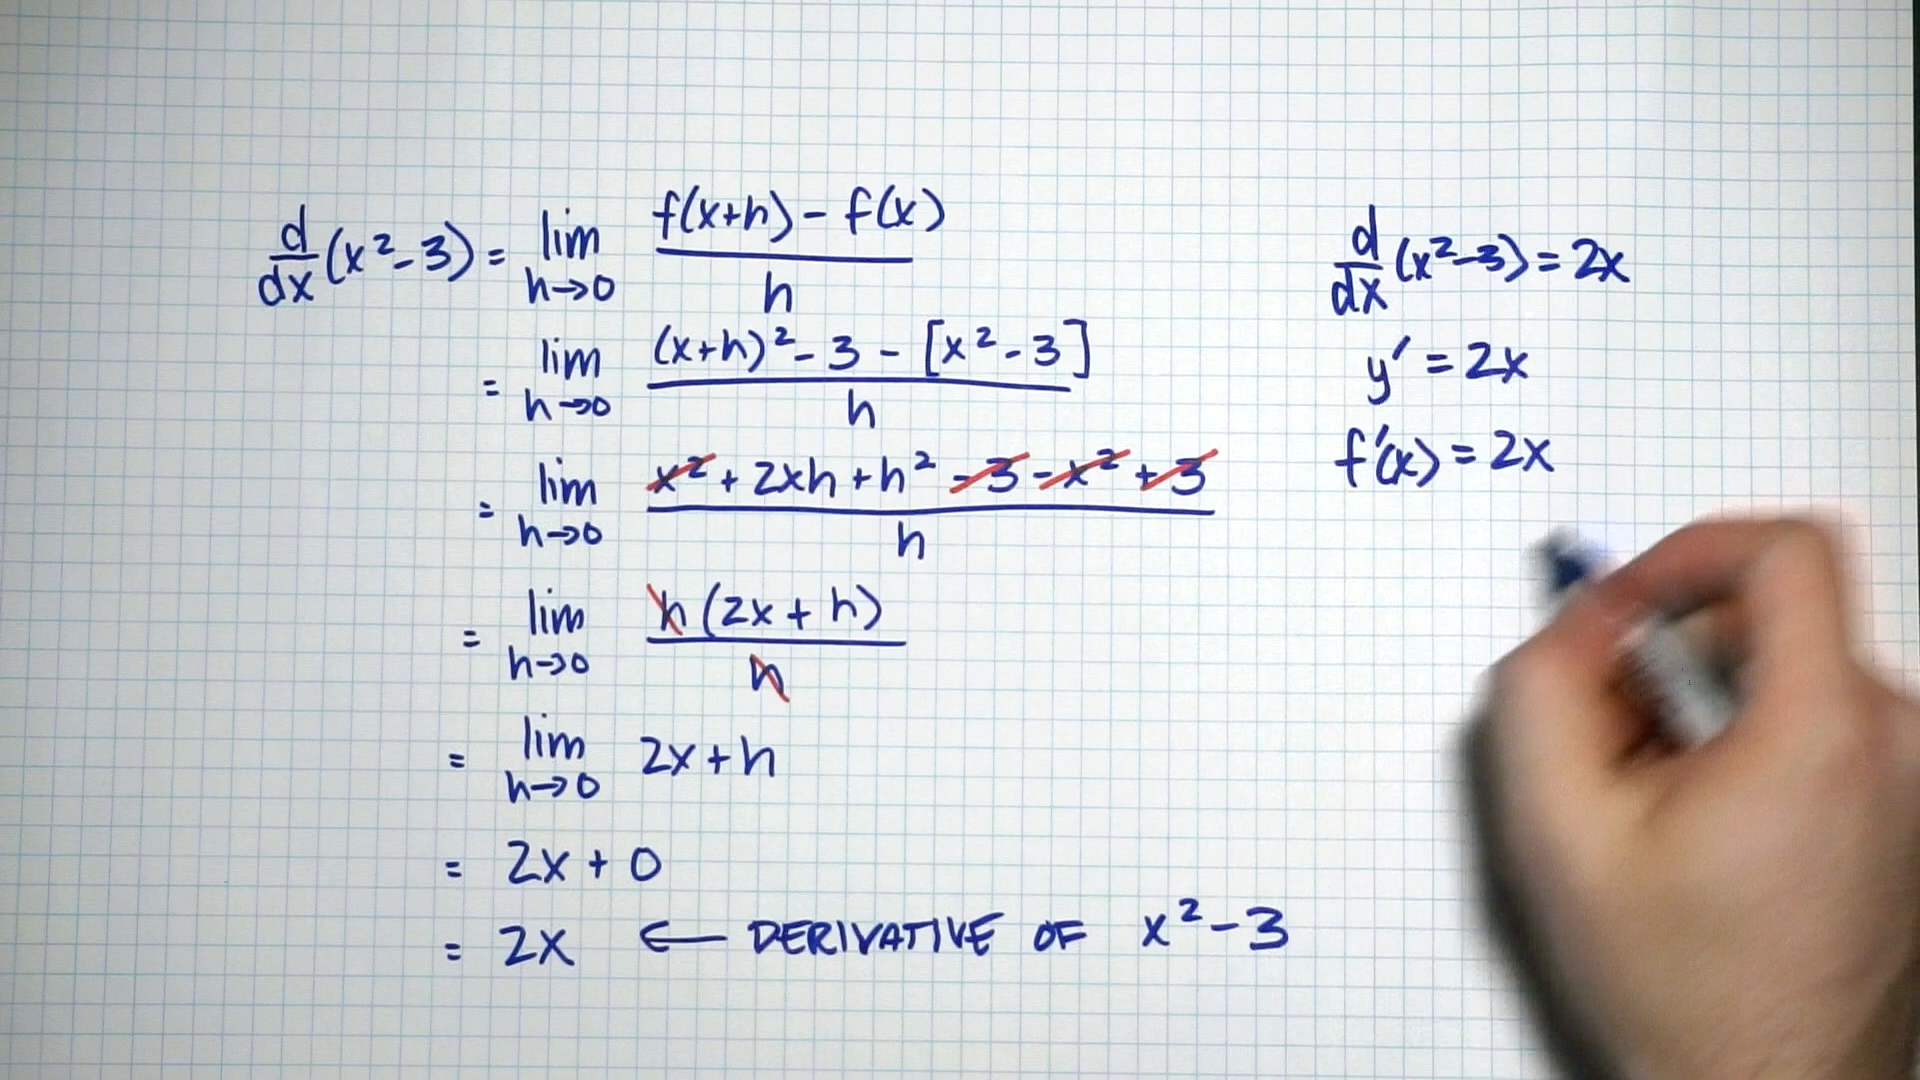 d/dx (x² - 3) = lim h→0 f(x+h) - f(x) / h
= lim h→0 (x+h)² - 3 - [x² - 3] / h
= lim h→0 x² + 2xh + h² - 3 - x² + 3 / h
= lim h→0 h(2x + h) / h
= lim h→0 2x + h
= 2x + 0
= 2x ← DERIVATIVE OF x² - 3
d/dx (x² - 3) = 2x
y' = 2x
f'(x) = 2x